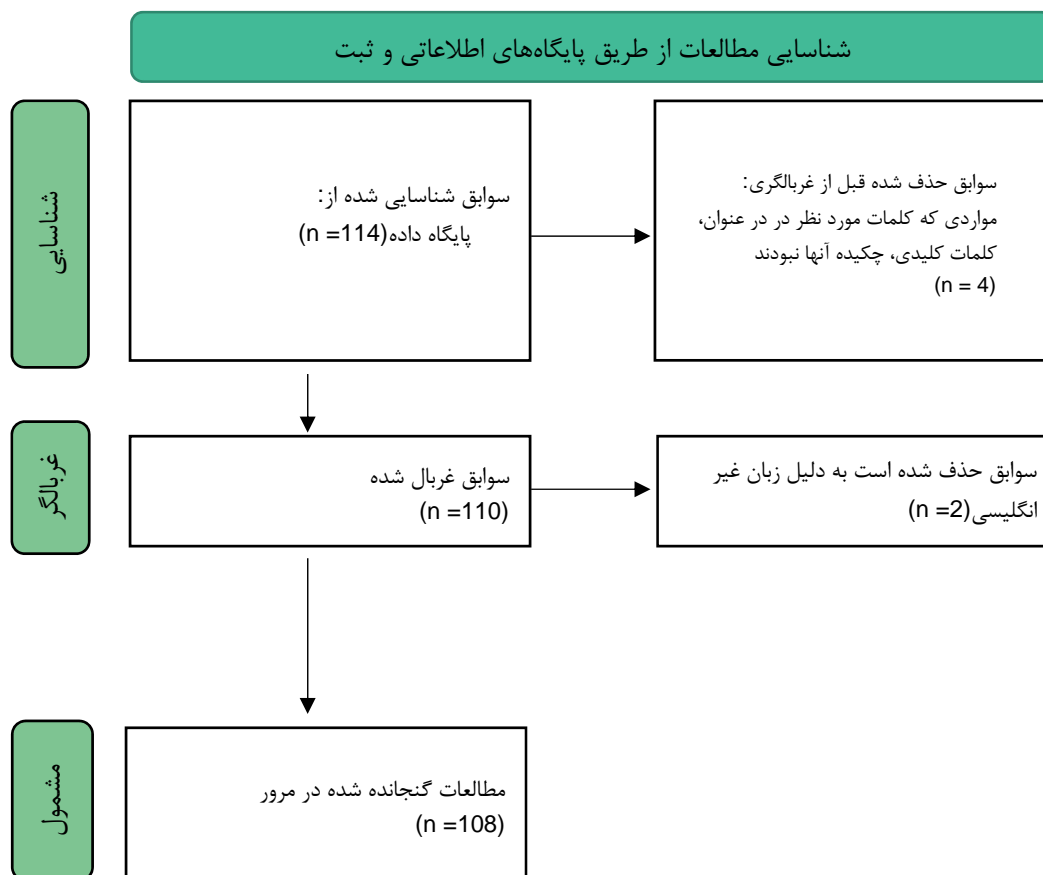 شناسایی مطالعات از طریق پایگاه‌های اطلاعاتی و ثبت
شناسایی
سوابق شناسایی شده از:
پایگاه داده(n =114)
سوابق حذف شده قبل از غربالگری:
مواردی که کلمات مورد نظر در در عنوان،
کلمات کلیدی، چکیده آنها نبودند
(n = 4)
غربالگر
سوابق غربال شده
(n =110)
سوابق حذف شده است به دلیل زبان غیر
انگلیسی(n =2)
مشمول
مطالعات گنجانده شده در مرور
(n =108)